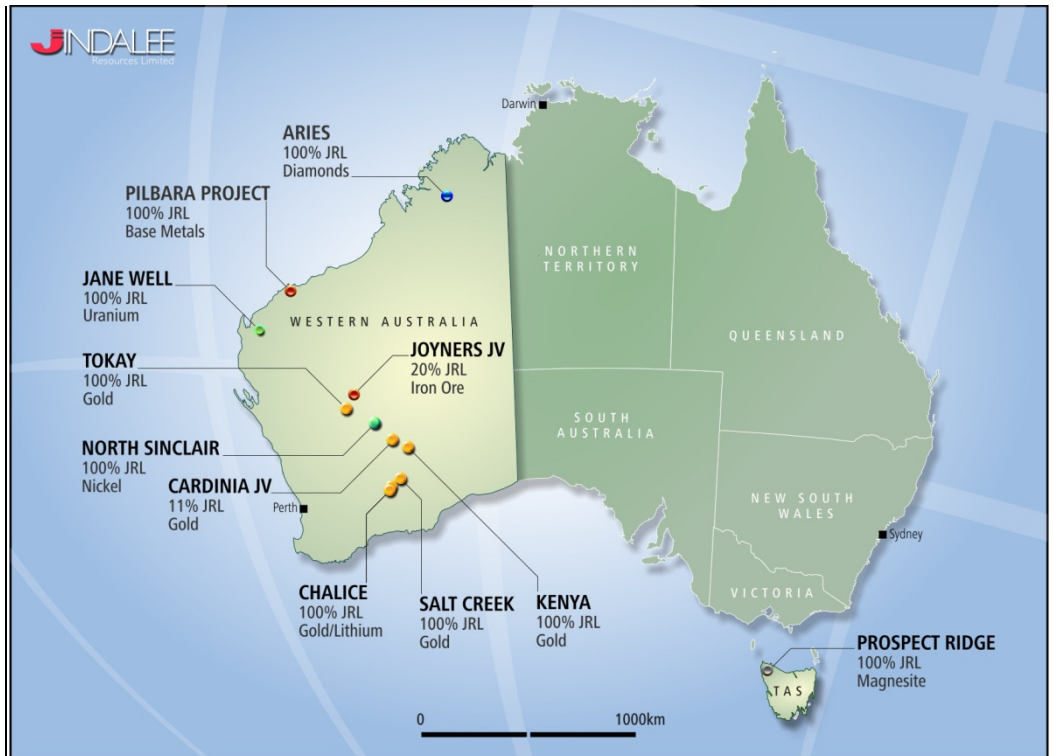 JINDALEE
Resources Limited
Darwin
ARIES
100% JRL
Diamonds
PILBARA PROJECT
100% JRL
Base Metals
NORTHERN
TERRITORY
JANE WELL
100% JRL
Uranium
WESTERN AUSTRALIA
QUEENSLAND
TOKAY
100% JRL
Gold
JOYNERS JV
20% JRL
Iron Ore
SOUTH
AUSTRALIA
NORTH SINCLAIR
100% JRL
Nickel
CARDINIA JV
11% JRL
Gold
Perth
NEW SOUTH
WALES
Sydney
CHALICE
100% JRL
Gold/Lithium
SALT CREEK
100% JRL
Gold
KENYA
100% JRL
Gold
VICTORIA
PROSPECT RIDGE
100% JRL
Magnesite
TAS
0
1000km